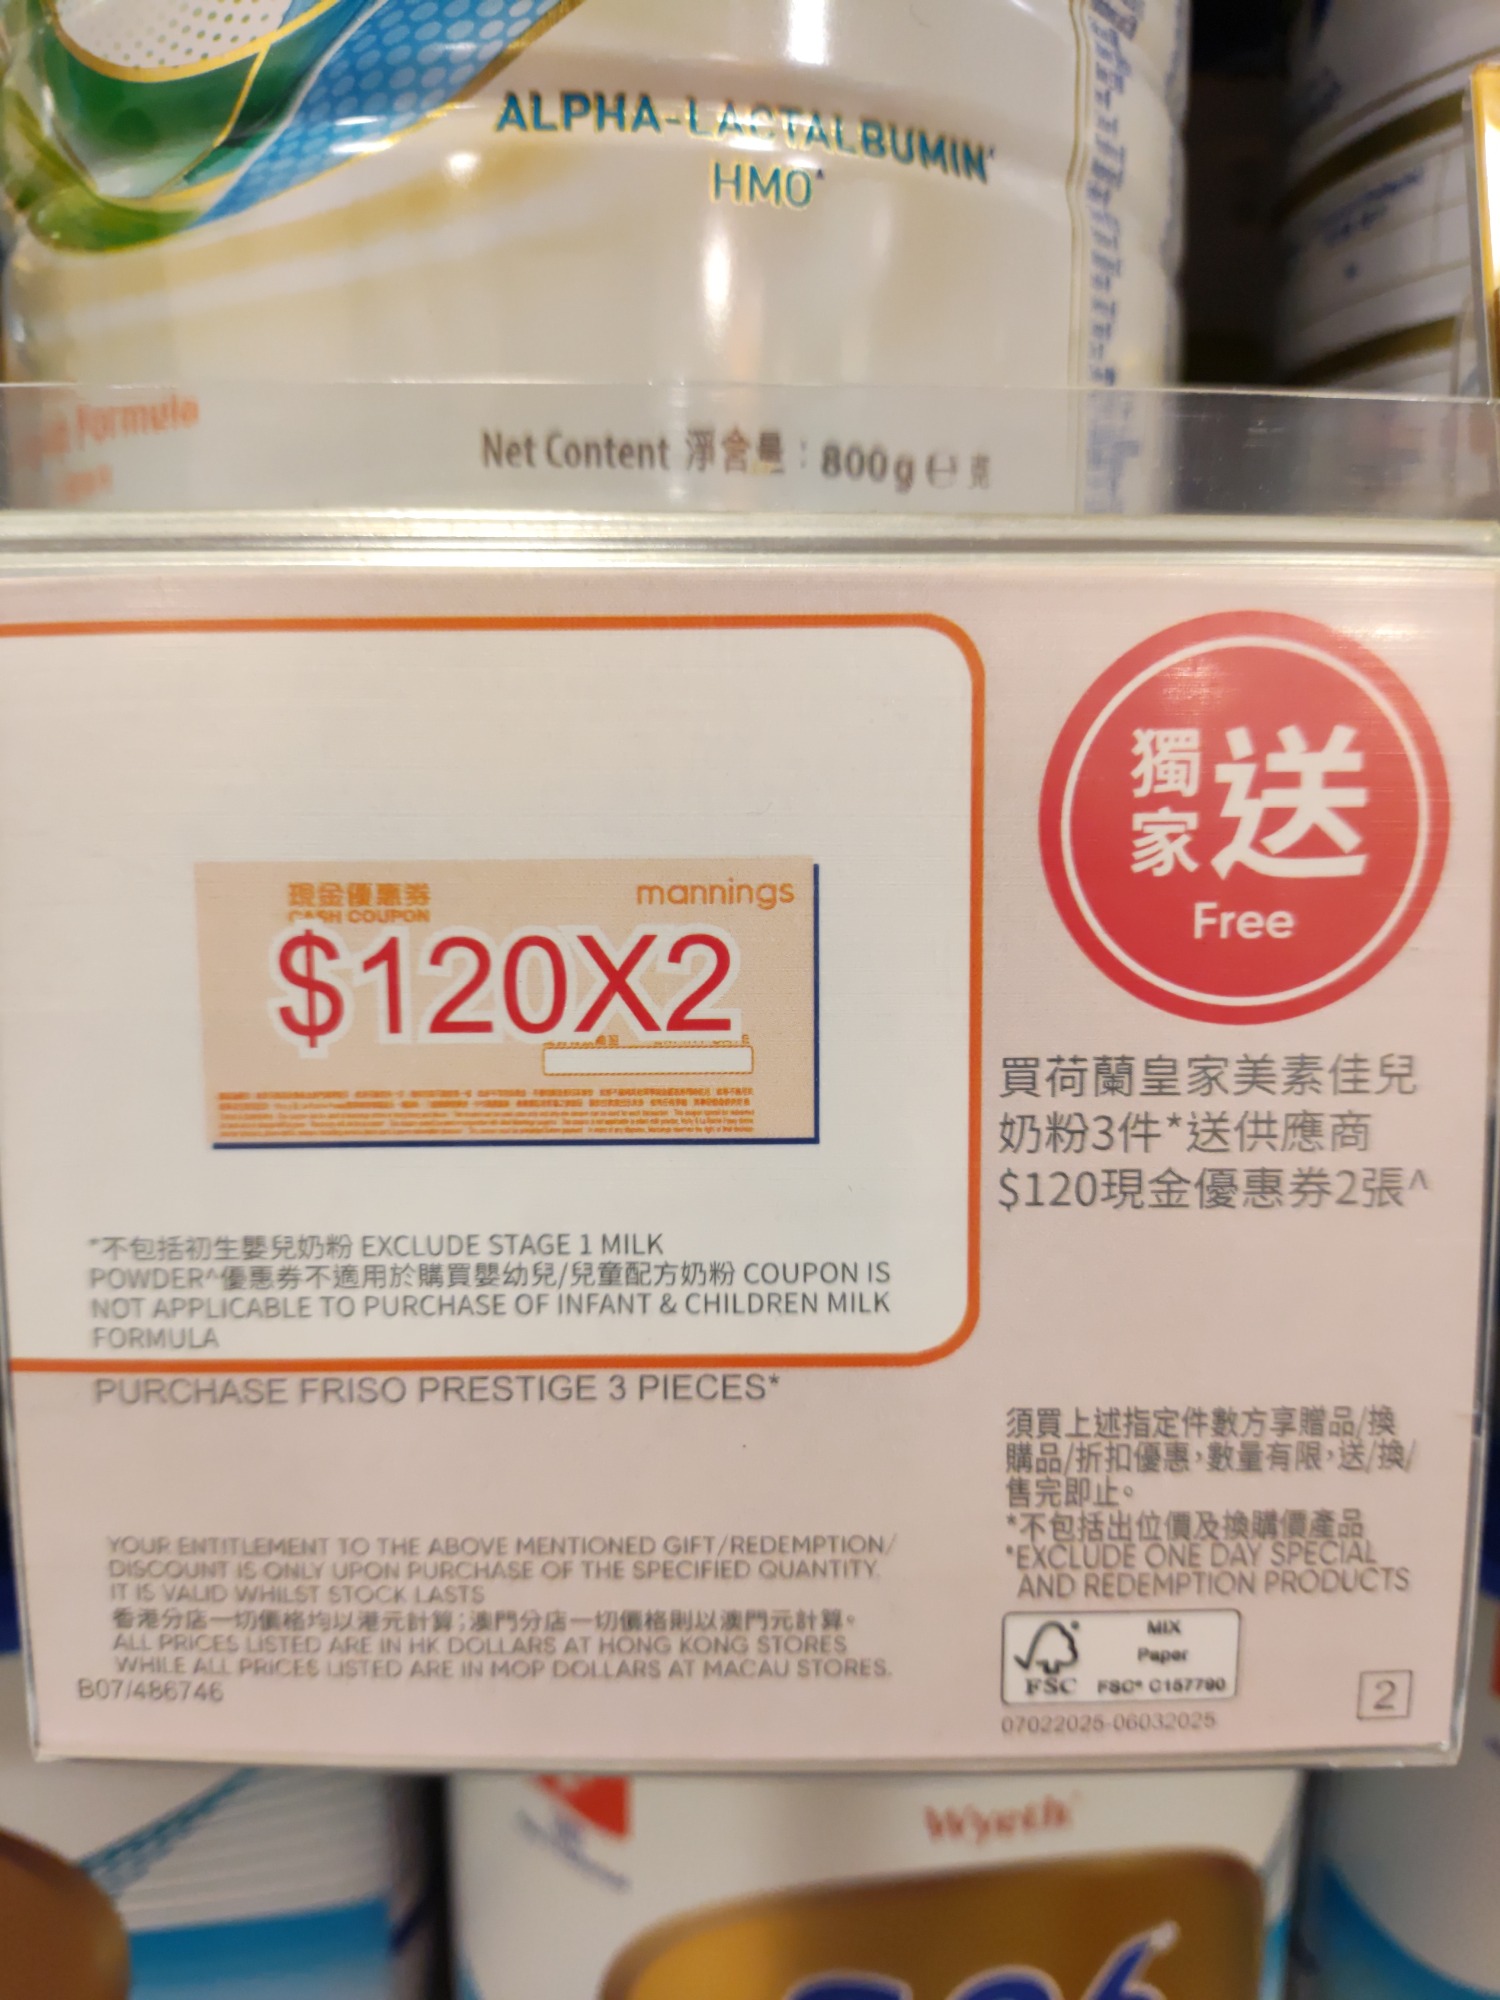 ALPHA-LACTALBUMIN
HMO
Formula
Net Content 淨含量：800g e 克
獨家送
Free
現金優惠券
CASH COUPON
mannings
$120X2
買荷蘭皇家美素佳兒
奶粉3件*送供應商
$120現金優惠券2張^
*不包括初生嬰兒奶粉 EXCLUDE STAGE 1 MILK
POWDER^優惠券不適用於購買嬰幼兒/兒童配方奶粉 COUPON IS
NOT APPLICABLE TO PURCHASE OF INFANT & CHILDREN MILK
FORMULA
PURCHASE FRISO PRESTIGE 3 PIECES*
須買上述指定件數方享贈品/換
購品/折扣優惠，數量有限，送/換/
售完即止。
*不包括出位價及換購價產品
*EXCLUDE ONE DAY SPECIAL
AND REDEMPTION PRODUCTS
YOUR ENTITLEMENT TO THE ABOVE MENTIONED GIFT/REDEMPTION/
DISCOUNT IS ONLY UPON PURCHASE OF THE SPECIFIED QUANTITY.
IT IS VALID WHILST STOCK LASTS
香港分店一切價格均以港元計算；澳門分店一切價格則以澳門元計算。
ALL PRICES LISTED ARE IN HK DOLLARS AT HONG KONG STORES
WHILE ALL PRICES LISTED ARE IN MOP DOLLARS AT MACAU STORES.
B07/486746
FSC
MIX
Paper
FSC® C157790
07022025-06032025
2
Wyeth